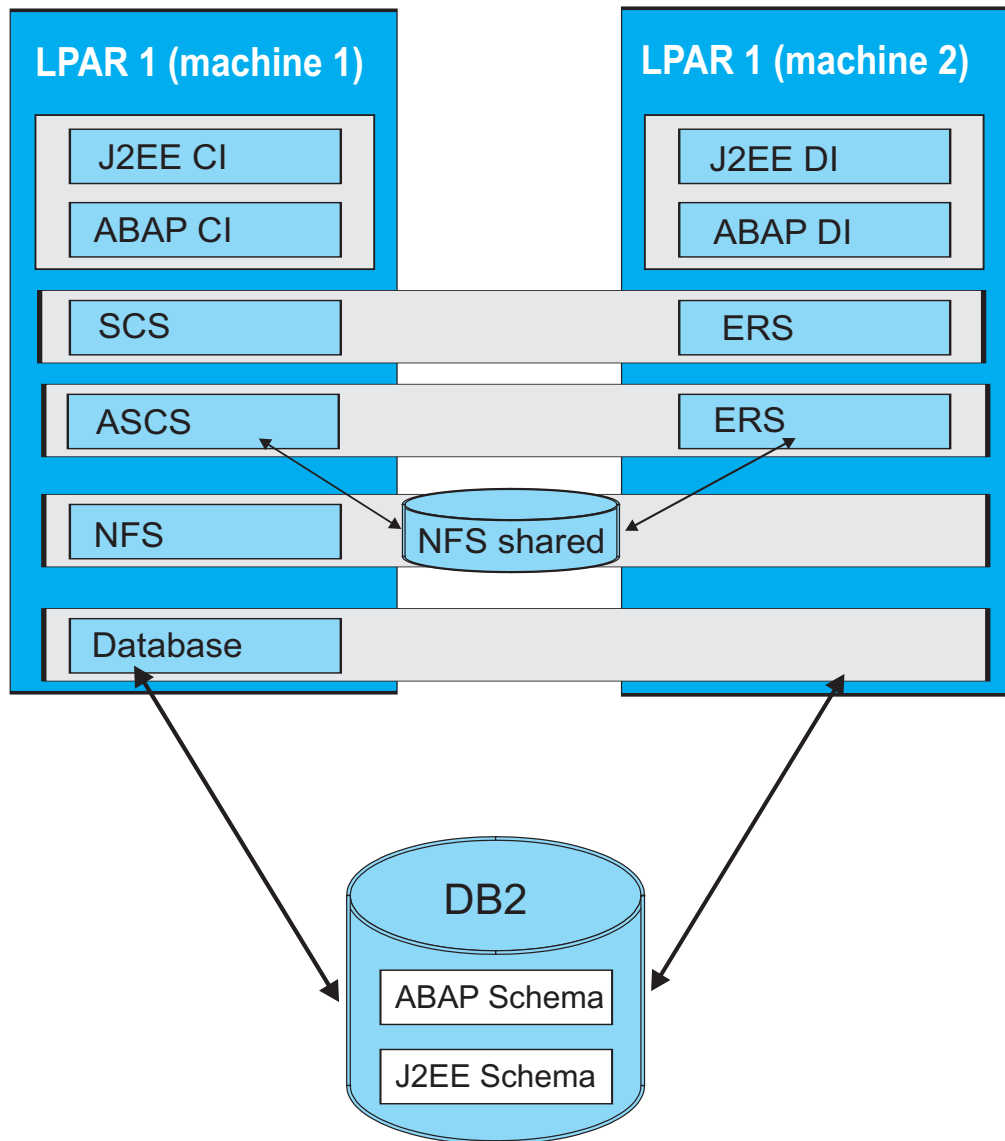 LPAR 1 (machine 1)
LPAR 1 (machine 2)
J2EE CI
J2EE DI
ABAP CI
ABAP DI
SCS
ERS
ASCS
ERS
NFS
NFS shared
Database
DB2
ABAP Schema
J2EE Schema